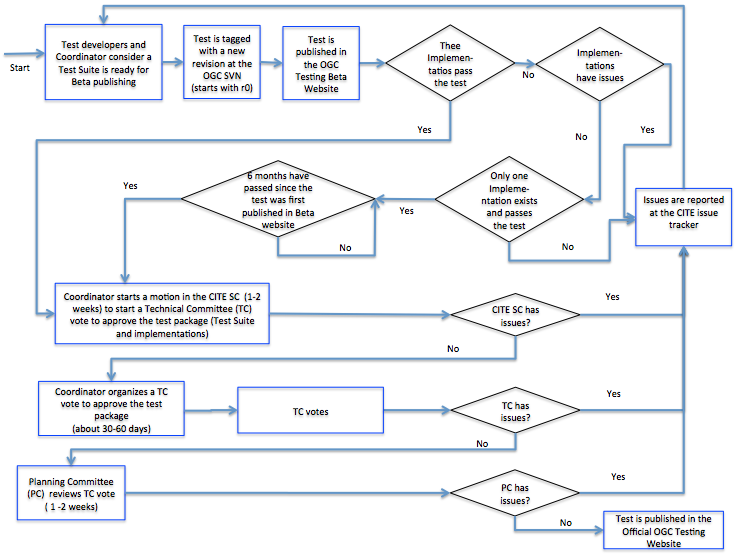 Start
Test developers and
Coordinator consider a
Test Suite is ready for
Beta publishing
Test is tagged
with a new
revision at the
OGC SVN
(starts with r0)
Test is
published in
the OGC
Testing Beta
Website
Thee
Implemen-
tatios pass
the test
No
Implemen-
tations
have issues
Yes
No
Yes
6 months have
passed since the
test was first
published in Beta
website
Yes
No
Yes
Only one
Impleme-
ntation exists
and passes
the test
No
Issues are reported
at the CITE issue
tracker
Coordinator starts a motion in the CITE SC (1-2
weeks) to start a Technical Committee (TC)
vote to approve the test package (Test Suite
and implementations)
CITE SC has
issues?
Yes
No
Coordinator organizes a TC
vote to approve the test
package
(about 30-60 days)
TC votes
TC has
issues?
Yes
No
Planning Committee
(PC) reviews TC vote
( 1 -2 weeks)
PC has
issues?
Yes
No
Test is published in the
Official OGC Testing
Website